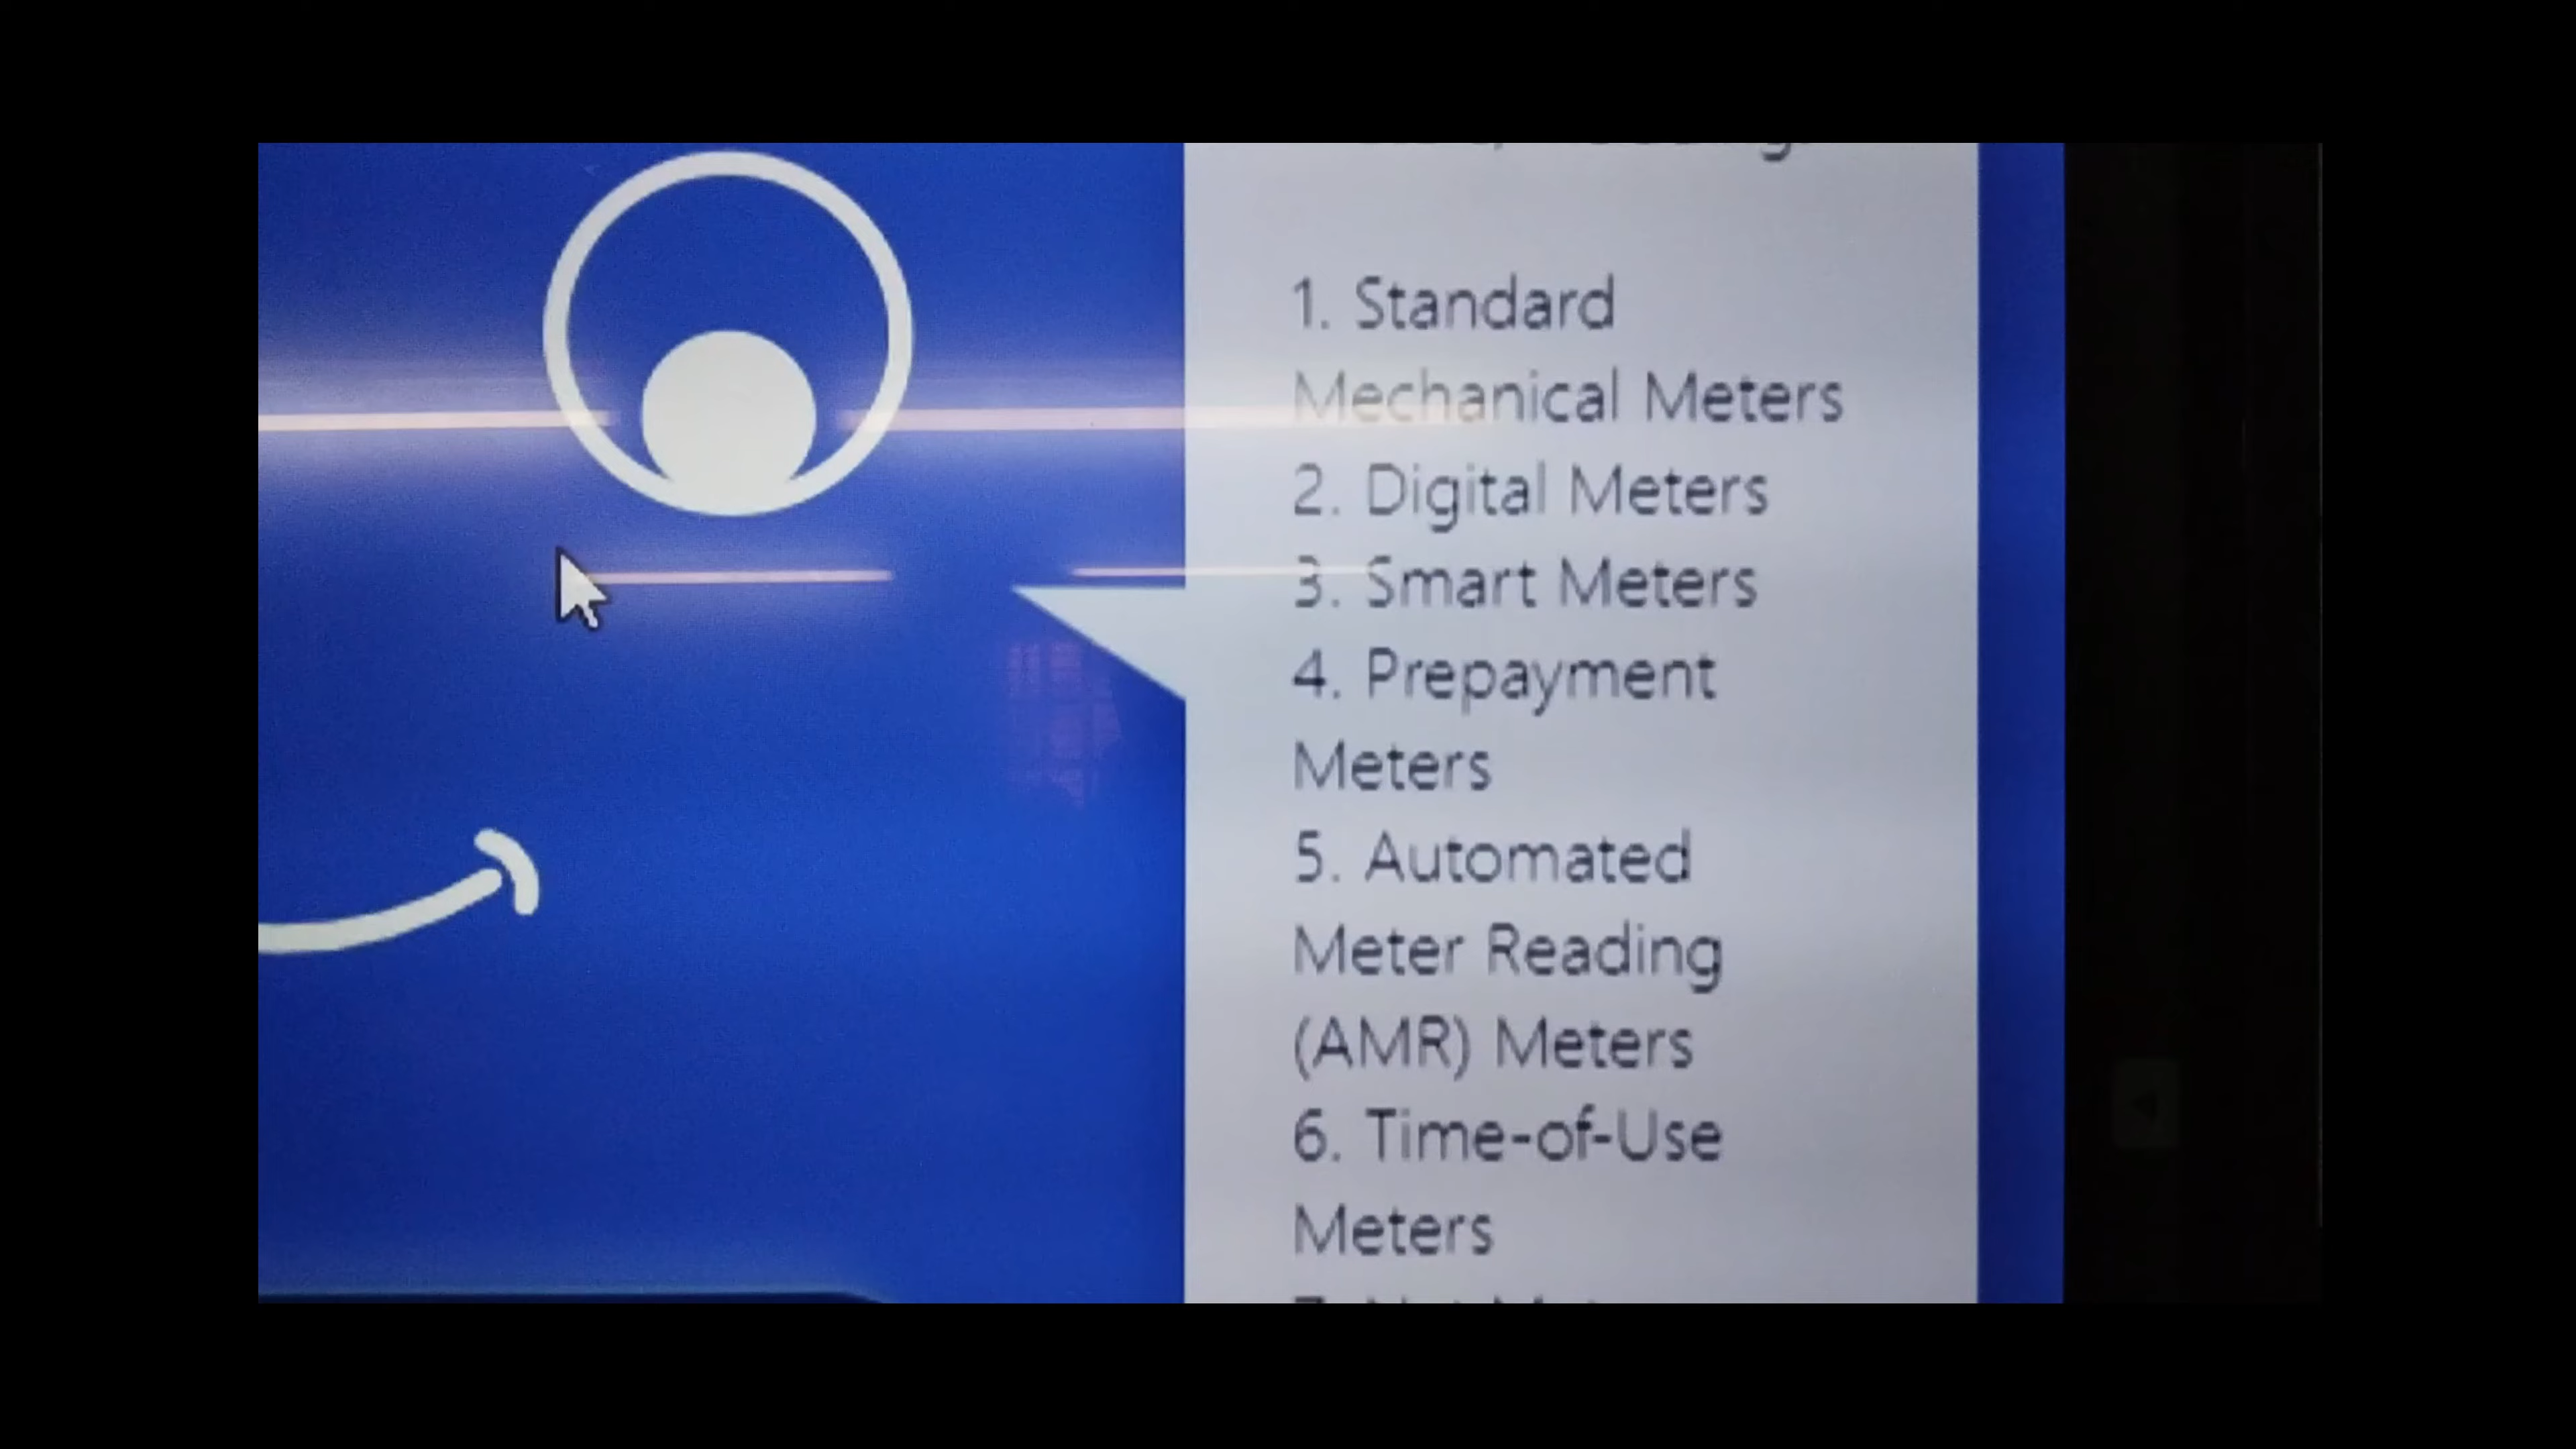 1. Standard
Mechanical Meters
2. Digital Meters
3. Smart Meters
4. Prepayment
Meters
5. Automated
Meter Reading
(AMR) Meters
6. Time-of-Use
Meters